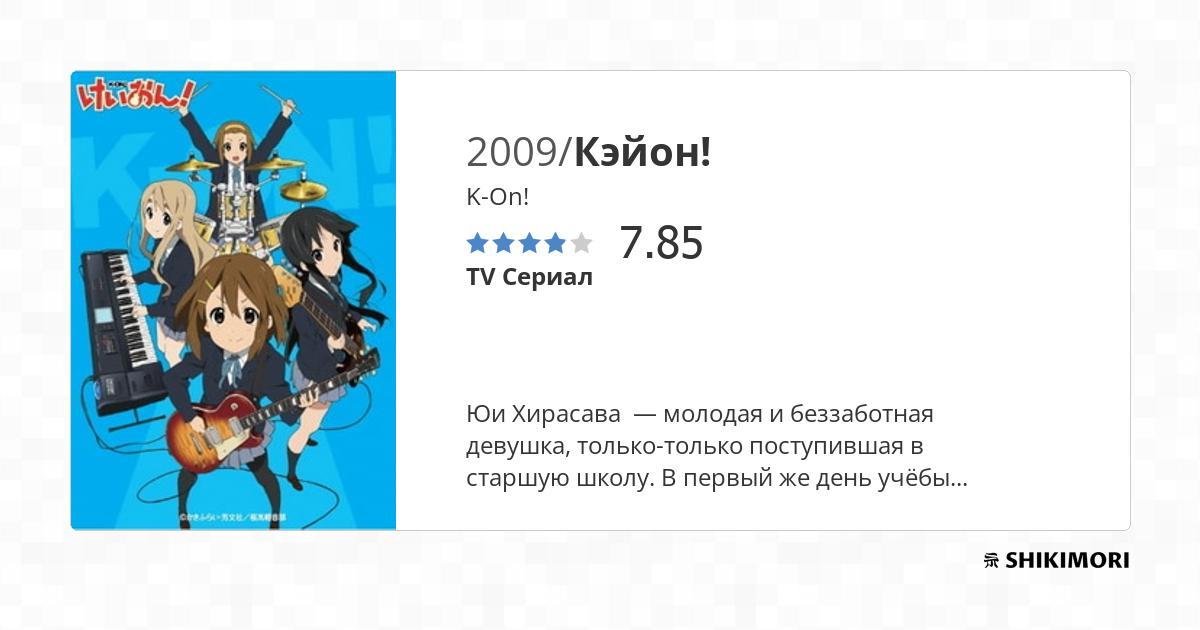 けいおん!
K-ON!
2009/Кэйон!
K-On!
7.85
TV Сериал
Юи Хирасава — молодая и беззаботная
девушка, только-только поступившая в
старшую школу. В первый же день учёбы...
©かきふらい・芳文社/桜高軽音部
SHIKIMORI